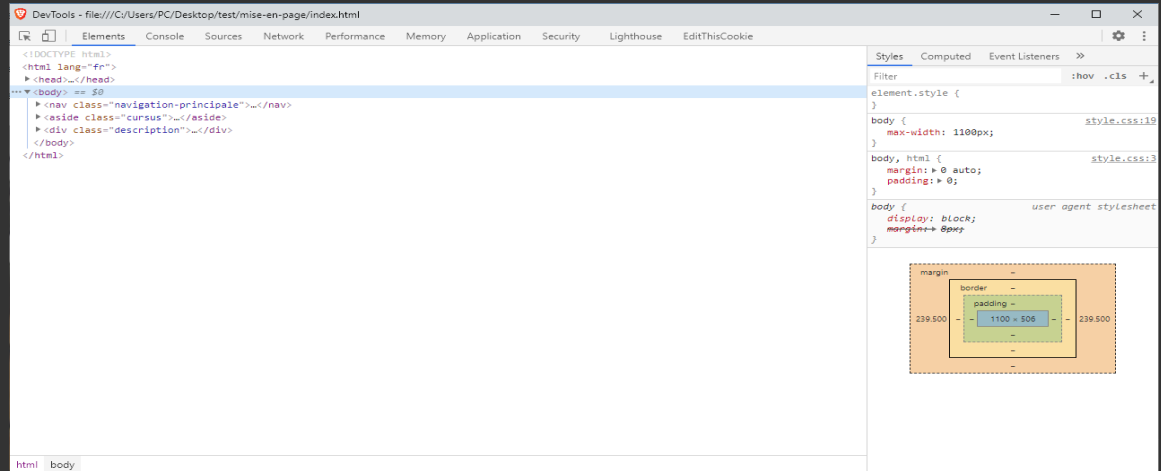 DevTools - file:///C:/Users/PC/Desktop/test/mise-en-page/index.html
Elements Console Sources Network Performance Memory Application Security Lighthouse EditThisCookie
<!DOCTYPE html>
<html lang="fr">
<head>…</head>
<body> == $0
<nav class="navigation-principale">…</nav>
<aside class="cursus">…</aside>
<div class="description">…</div>
</body>
</html>
html body
Styles Computed Event Listeners »
Filter :hov .cls +
element.style {
}
body { style.css:19
max-width: 1100px;
}
body, html { style.css:3
margin: 0 auto;
padding: 0;
}
body { user agent stylesheet
display: block;
margin: 8px;
}
margin –
border –
padding –
239.500 – – 1100 × 506 – – 239.500
–
–
–